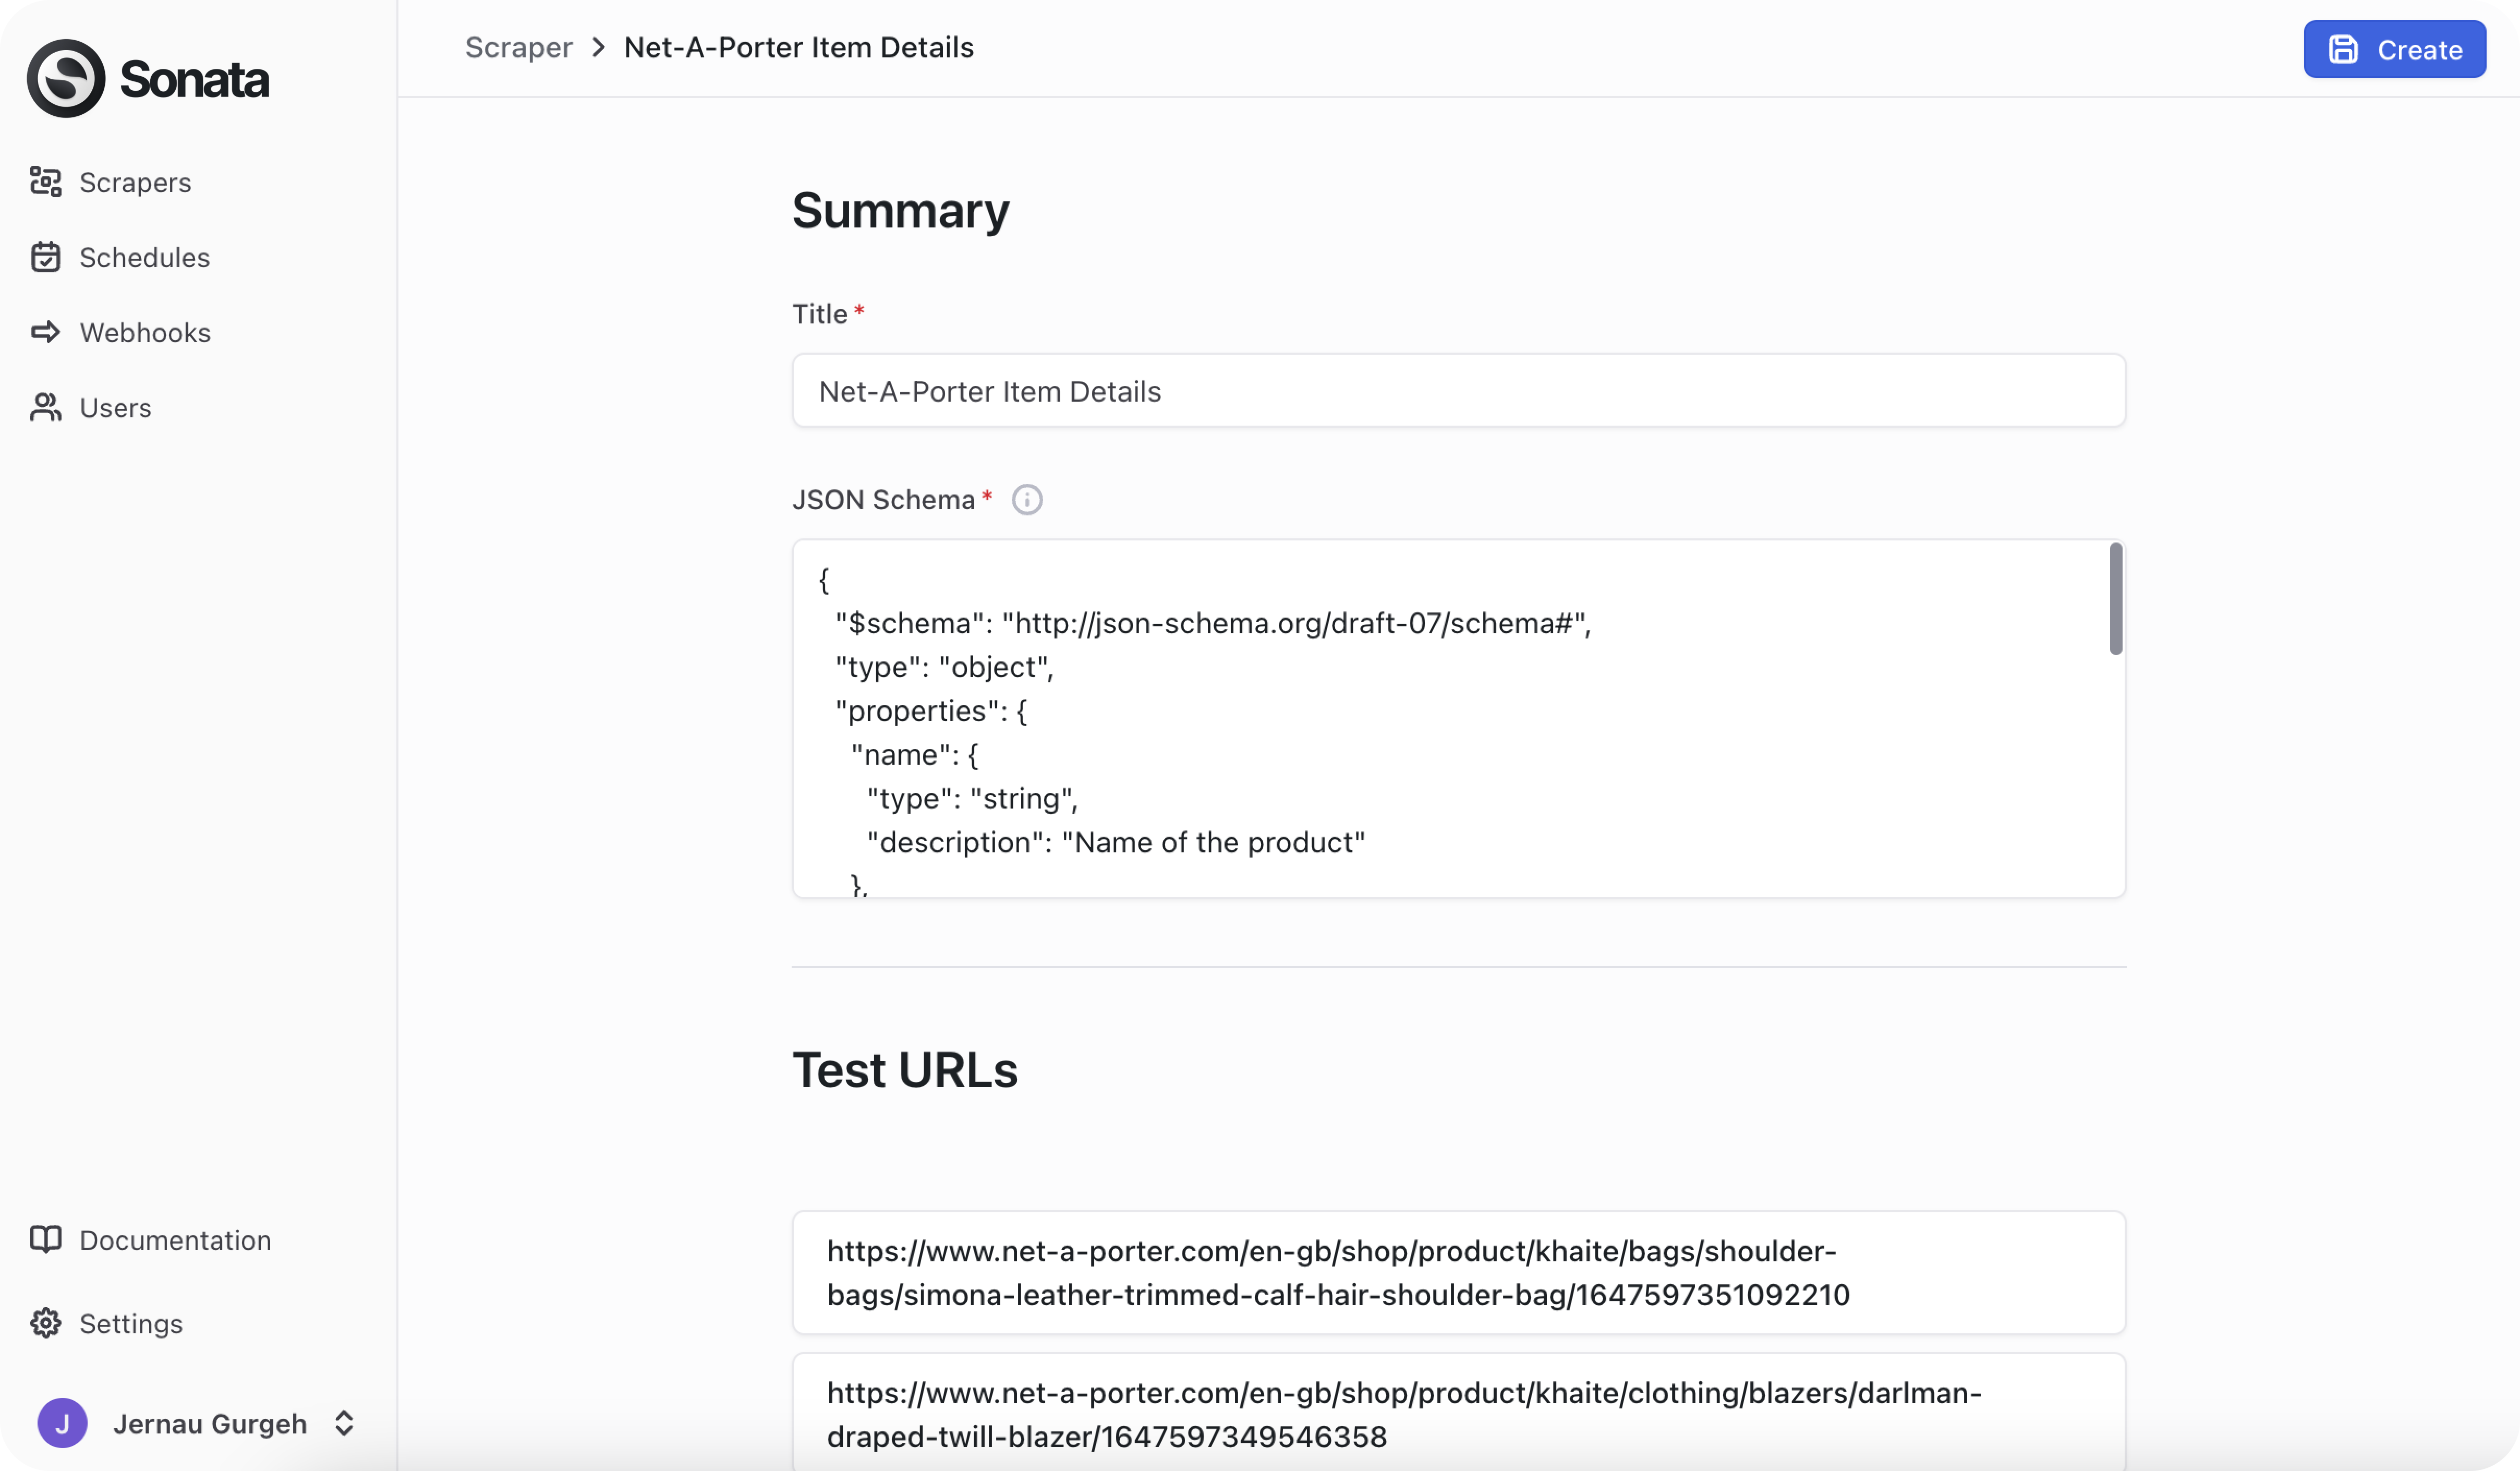 Sonata
Scrapers
Schedules
Webhooks
Users
Documentation
Settings
J
Jernau Gurgeh
Scraper > Net-A-Porter Item Details
Create
Summary
Title *
Net-A-Porter Item Details
JSON Schema *
{
"$schema": "http://json-schema.org/draft-07/schema#",
"type": "object",
"properties": {
"name": {
"type": "string",
"description": "Name of the product"
},
Test URLs
https://www.net-a-porter.com/en-gb/shop/product/khaite/bags/shoulder-
bags/simona-leather-trimmed-calf-hair-shoulder-bag/1647597351092210
https://www.net-a-porter.com/en-gb/shop/product/khaite/clothing/blazers/darlman-
draped-twill-blazer/1647597349546358